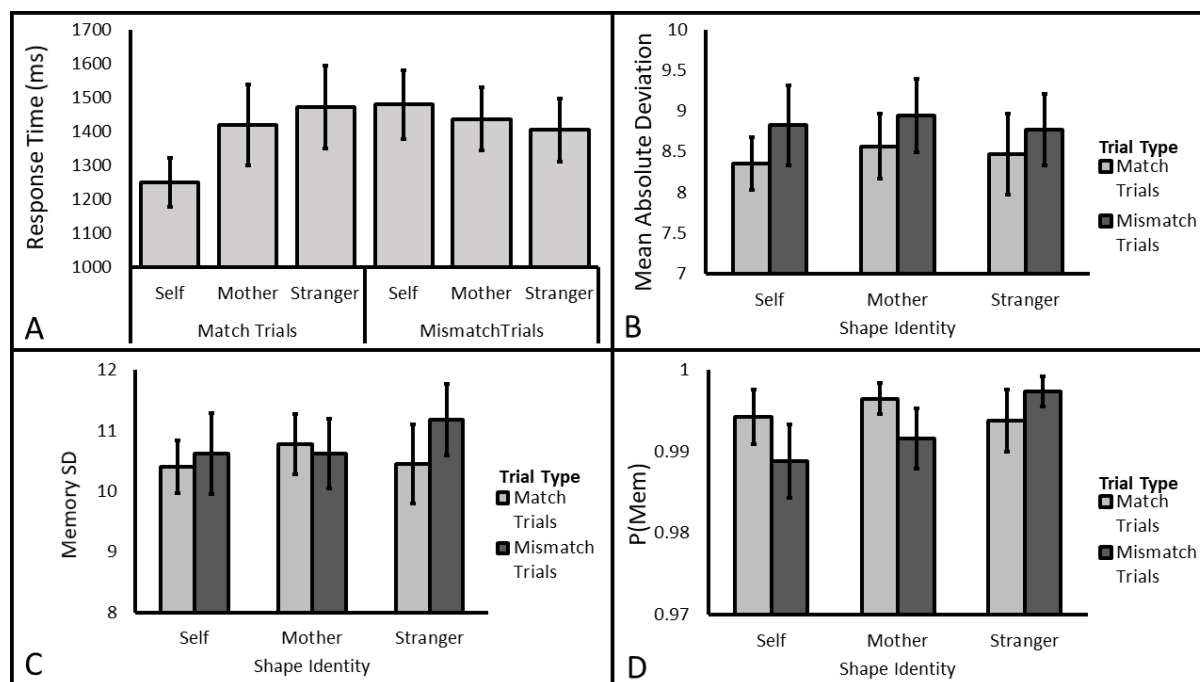 Response Time (ms)
1700
1600
1500
1400
1300
1200
1100
1000
Self Mother Stranger Self Mother Stranger
Match Trials MismatchTrials
A
Mean Absolute Deviation
10
9.5
9
8.5
8
7.5
7
Self Mother Stranger
Shape Identity
Trial Type
Match
Trials
Mismatch
Trials
B
Memory SD
12
11
10
9
8
Self Mother Stranger
Shape Identity
Trial Type
Match
Trials
Mismatch
Trials
C
P(Mem)
1
0.99
0.98
0.97
Self Mother Stranger
Shape Identity
Trial Type
Match
Trials
Mismatch
Trials
D